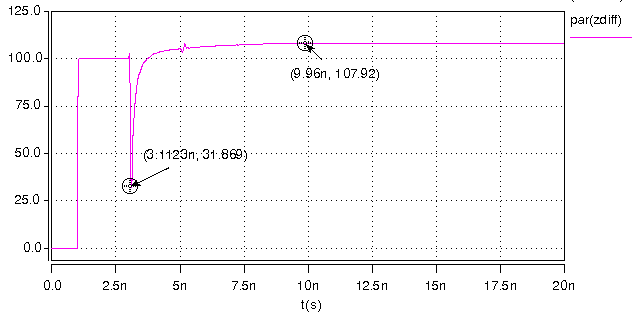 125.0
par(zdiff)
100.0
(9.96n, 107.92)
75.0
50.0
(3.1123n, 31.869)
25.0
0.0
0.0 2.5n 5n 7.5n 10n 12.5n 15n 17.5n 20n
t(s)